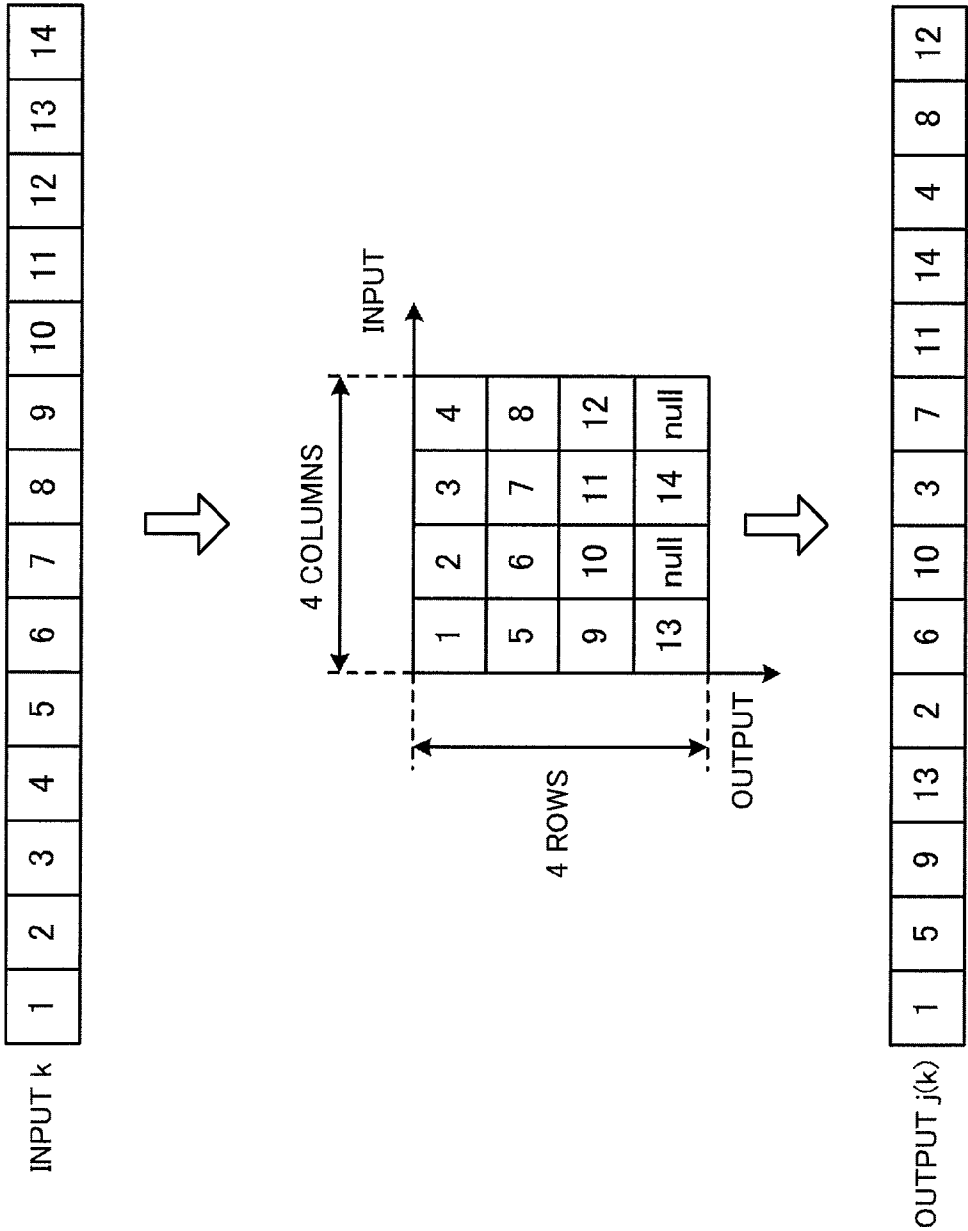 INPUT k 1 2 3 4 5 6 7 8 9 10 11 12 13 14
4 COLUMNS
INPUT
4 ROWS
1 2 3 4
5 6 7 8
9 10 11 12
13 null 14 null
OUTPUT
OUTPUT j(k) 1 5 9 13 2 6 10 3 7 11 14 4 8 12